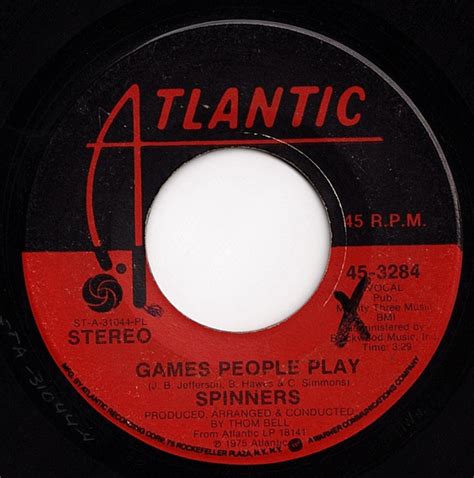 ATLANTIC
45 R.P.M.
45-3284
VOCAL
Pub.,
Mighty Three Music
BMI
Administered by
Blackwood Music, Inc.
Time: 3:29
ST-A-31044-PL
STEREO
GAMES PEOPLE PLAY
(J. B. Jefferson, B. Hawes & C. Simmons)
SPINNERS
PRODUCED, ARRANGED & CONDUCTED
BY THOM BELL
From Atlantic LP 18141
℗ 1975 Atlantic
MFG. BY ATLANTIC RECORDING CORP., 75 ROCKEFELLER PLAZA, N.Y., N.Y. A WARNER COMMUNICATIONS COMPANY
X